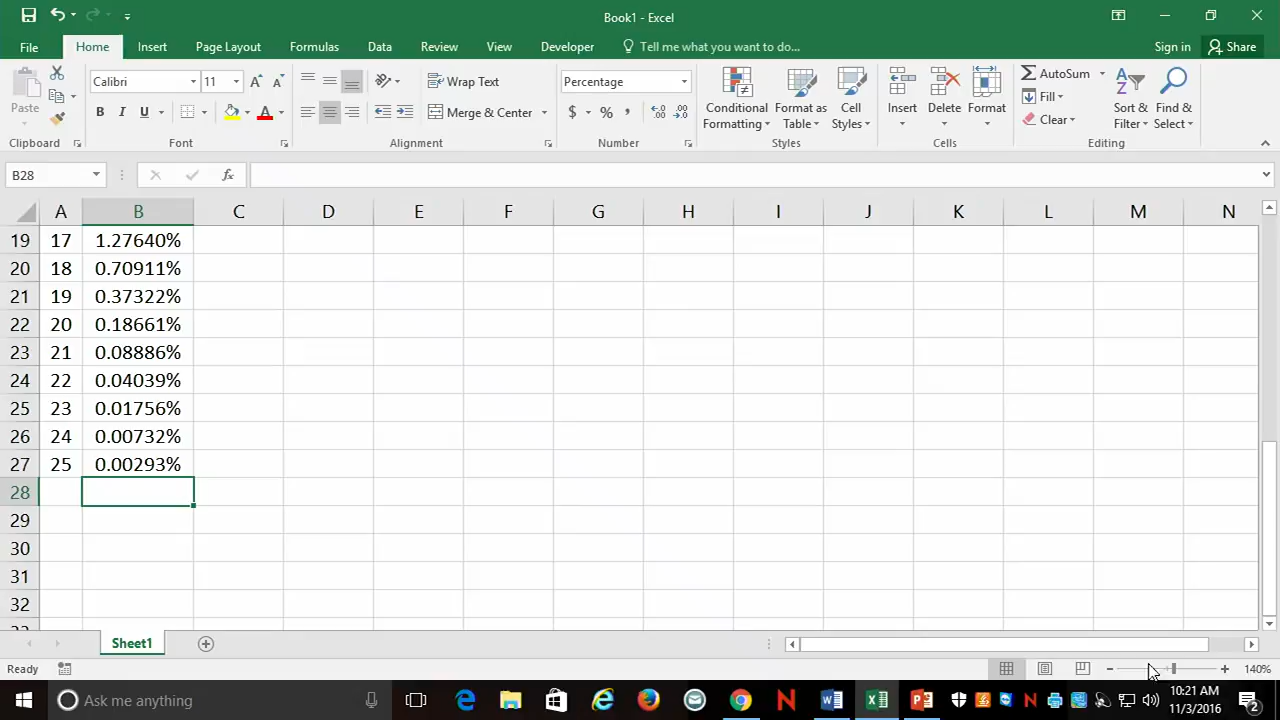 Book1 - Excel
File Home Insert Page Layout Formulas Data Review View Developer Tell me what you want to do... Sign in Share
Paste
Calibri 11
B I U
Wrap Text
Merge & Center
Percentage
$ % ,
Conditional Formatting
Format as Table
Cell Styles
Insert Delete Format
AutoSum
Fill
Clear
Sort & Filter
Find & Select
Clipboard Font Alignment Number Styles Cells Editing
B28 fx
A B C D E F G H I J K L M N
19 17 1.27640%
20 18 0.70911%
21 19 0.37322%
22 20 0.18661%
23 21 0.08886%
24 22 0.04039%
25 23 0.01756%
26 24 0.00732%
27 25 0.00293%
28
29
30
31
32
Sheet1
Ready 140%
Ask me anything
10:21 AM
11/3/2016
2